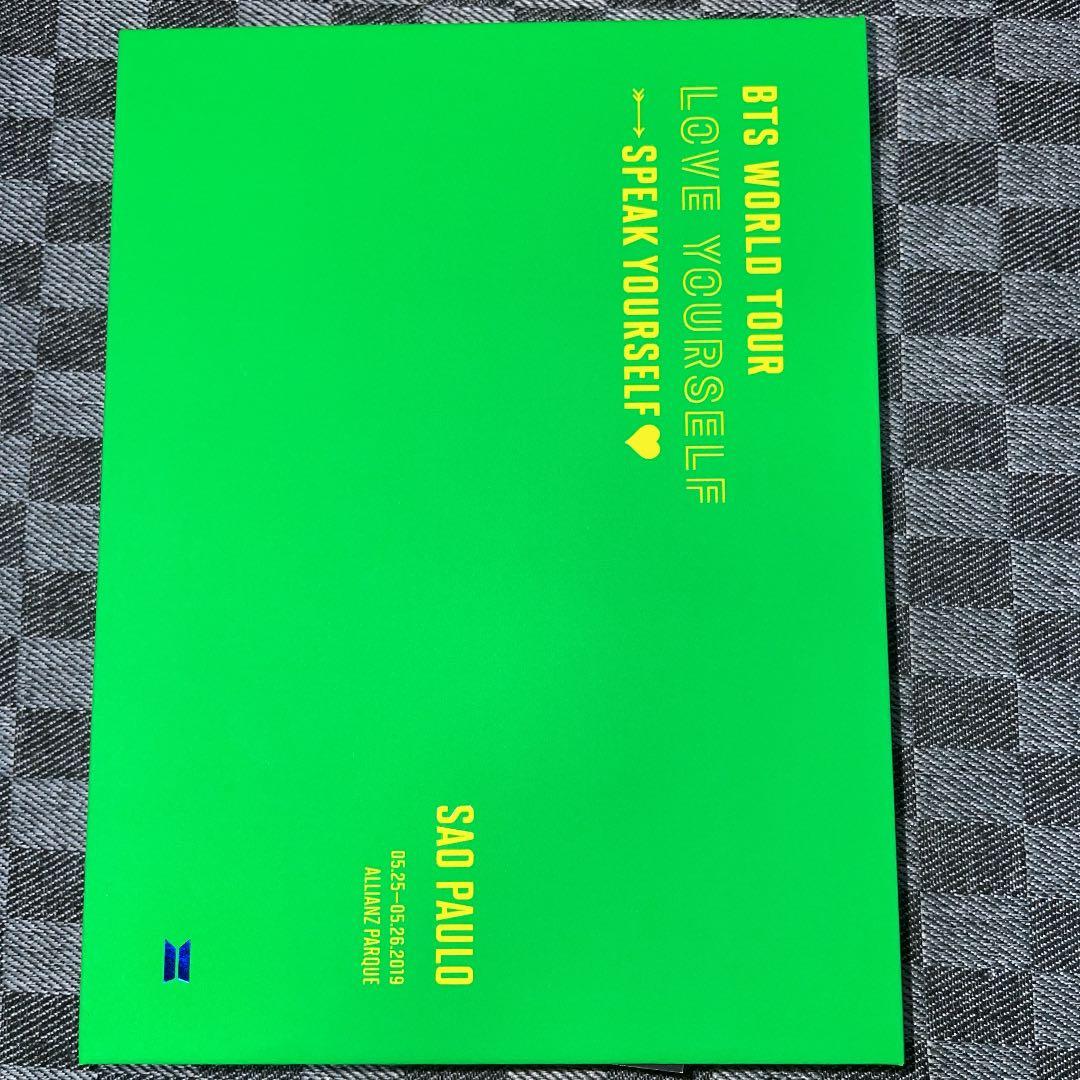 BTS WORLD TOUR
LOVE YOURSELF
SPEAK YOURSELF
SAO PAULO
05.25—05.26.2019
ALLIANZ PARQUE